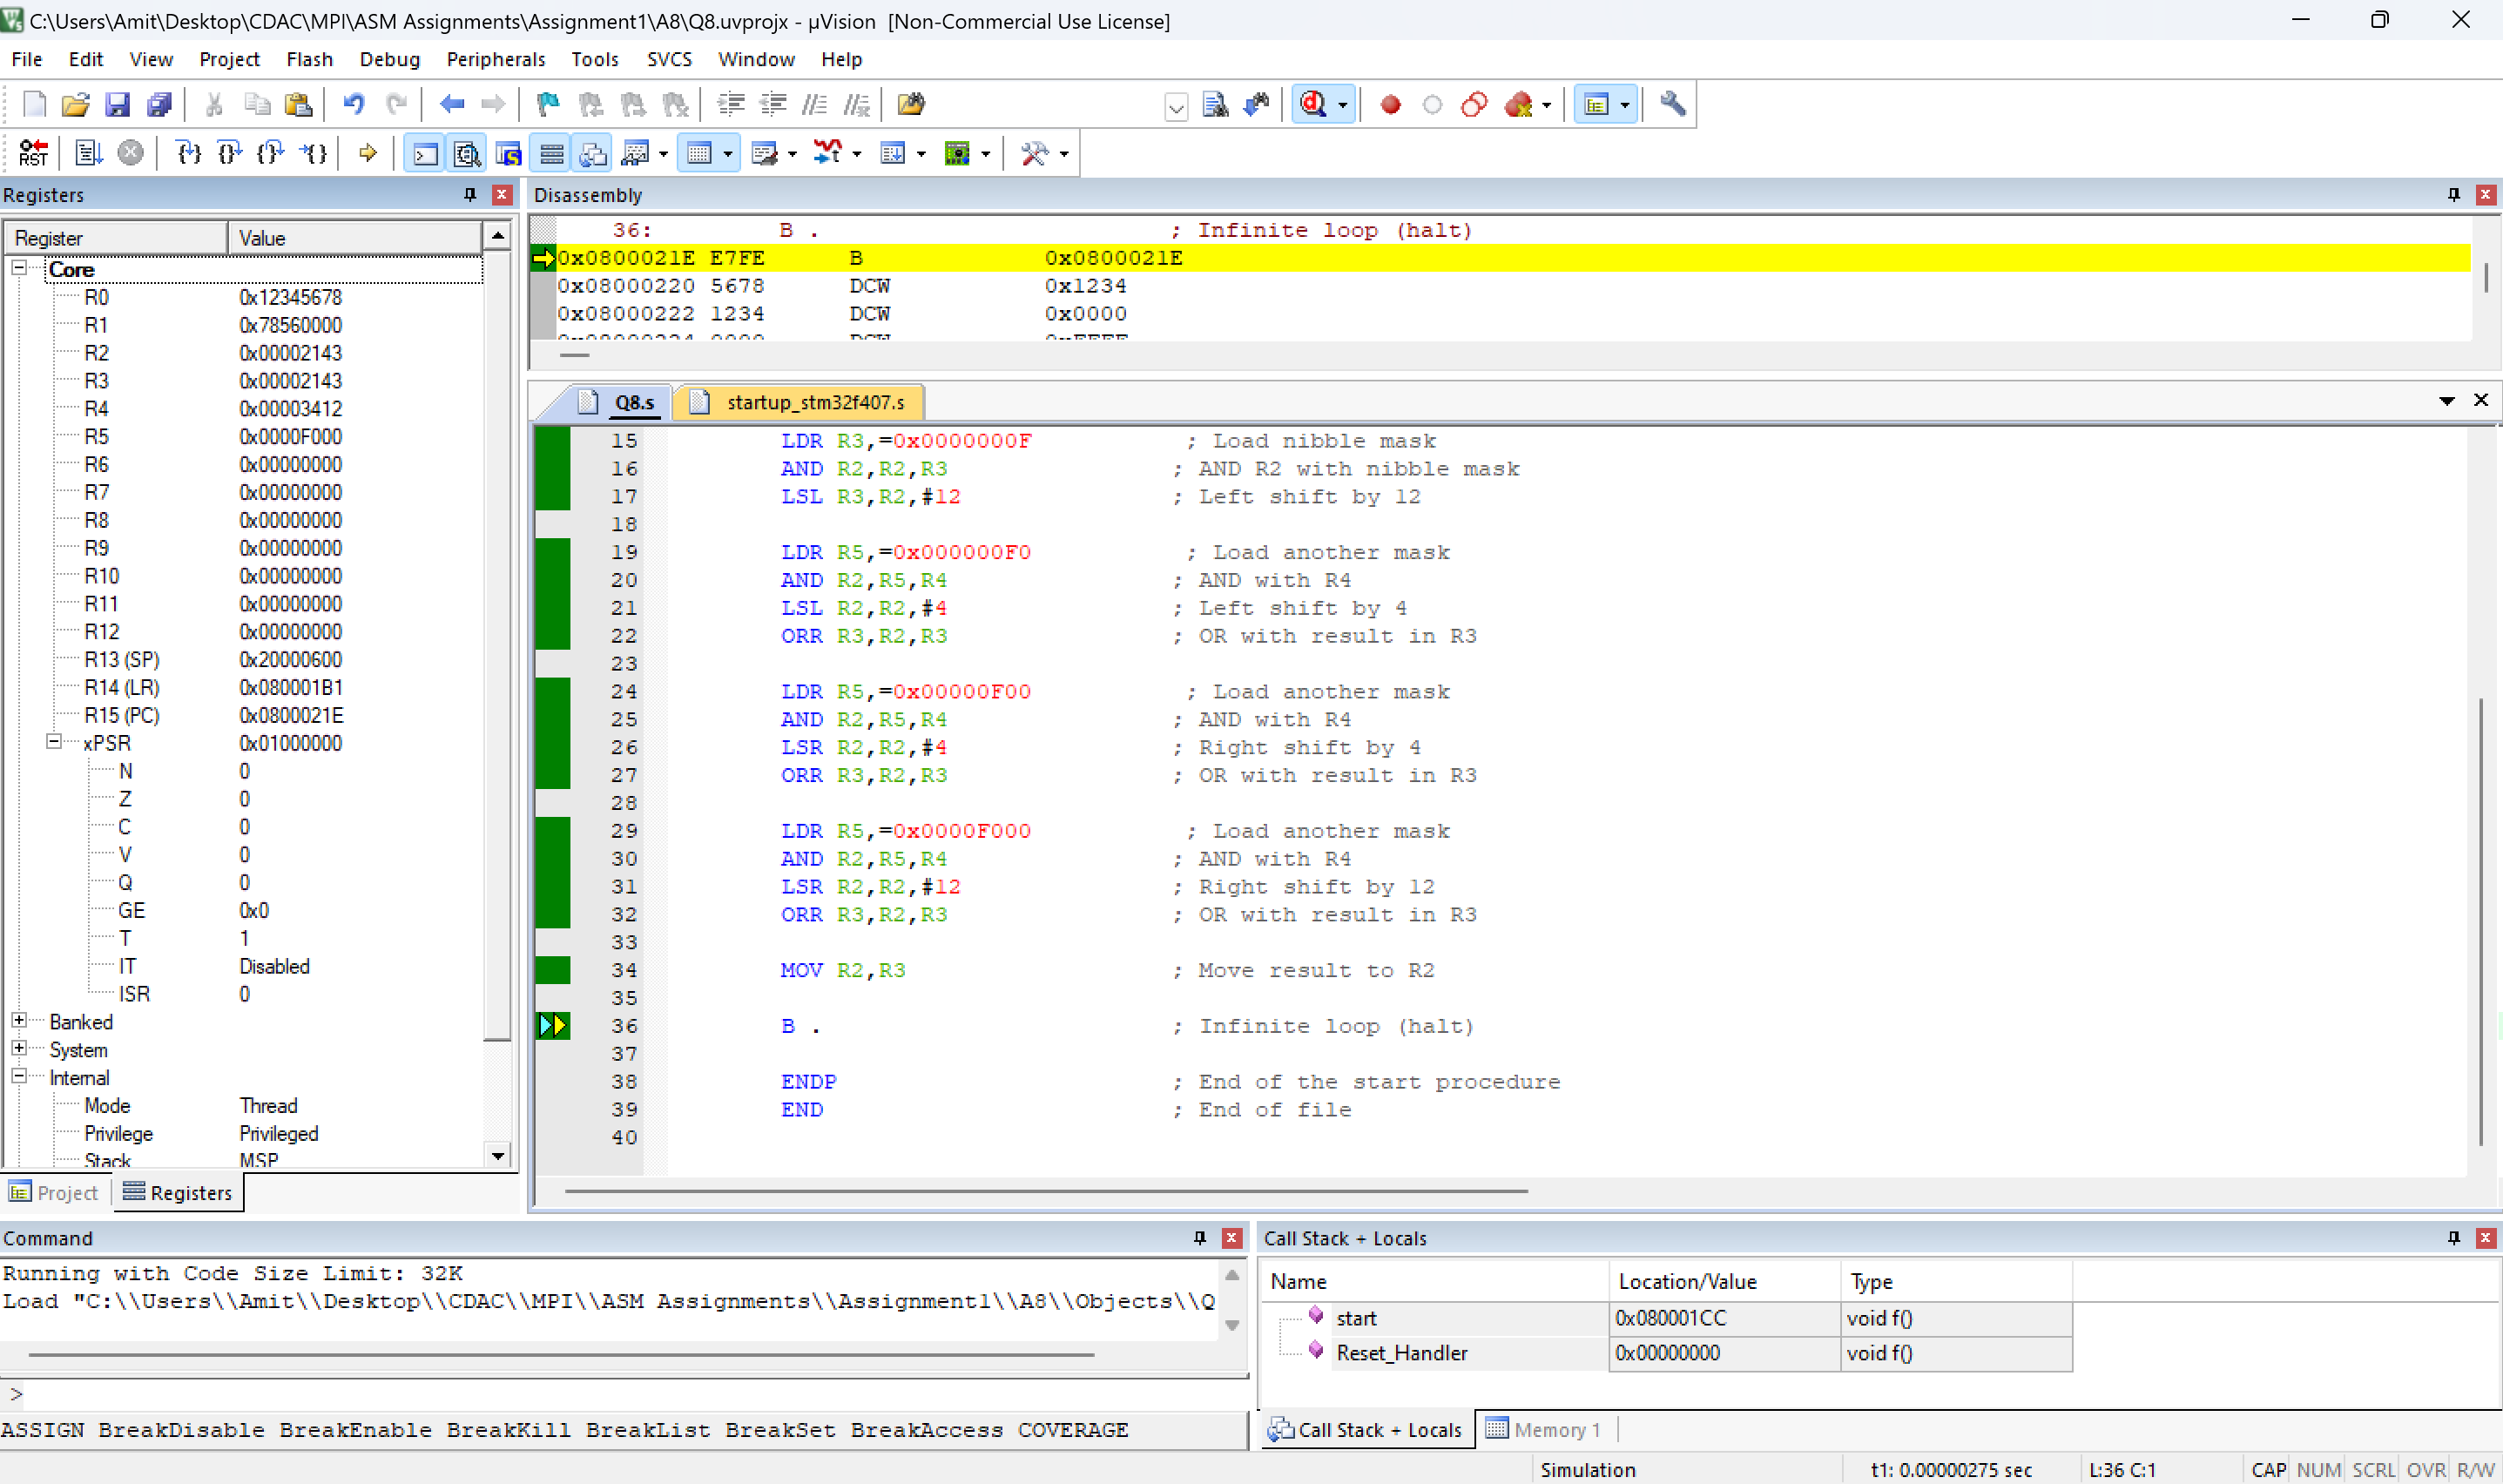 C:\Users\Amit\Desktop\CDAC\MPI\ASM Assignments\Assignment1\A8\Q8.uvprojx - µVision [Non-Commercial Use License]
File Edit View Project Flash Debug Peripherals Tools SVCS Window Help
RST
Registers
Register Value
Core
R0 0x12345678
R1 0x78560000
R2 0x00002143
R3 0x00002143
R4 0x00003412
R5 0x0000F000
R6 0x00000000
R7 0x00000000
R8 0x00000000
R9 0x00000000
R10 0x00000000
R11 0x00000000
R12 0x00000000
R13 (SP) 0x20000600
R14 (LR) 0x080001B1
R15 (PC) 0x0800021E
xPSR 0x01000000
N 0
Z 0
C 0
V 0
Q 0
GE 0x0
T 1
IT Disabled
ISR 0
Banked
System
Internal
Mode Thread
Privilege Privileged
Stack MSP
Project Registers
Disassembly
36: B . ; Infinite loop (halt)
0x0800021E E7FE B 0x0800021E
0x08000220 5678 DCW 0x1234
0x08000222 1234 DCW 0x0000
0x08000224 0000 DCW 0xFFFF
Q8.s startup_stm32f407.s
15 LDR R3,=0x0000000F ; Load nibble mask
16 AND R2,R2,R3 ; AND R2 with nibble mask
17 LSL R3,R2,#12 ; Left shift by 12
18
19 LDR R5,=0x000000F0 ; Load another mask
20 AND R2,R5,R4 ; AND with R4
21 LSL R2,R2,#4 ; Left shift by 4
22 ORR R3,R2,R3 ; OR with result in R3
23
24 LDR R5,=0x00000F00 ; Load another mask
25 AND R2,R5,R4 ; AND with R4
26 LSR R2,R2,#4 ; Right shift by 4
27 ORR R3,R2,R3 ; OR with result in R3
28
29 LDR R5,=0x0000F000 ; Load another mask
30 AND R2,R5,R4 ; AND with R4
31 LSR R2,R2,#12 ; Right shift by 12
32 ORR R3,R2,R3 ; OR with result in R3
33
34 MOV R2,R3 ; Move result to R2
35
36 B . ; Infinite loop (halt)
37
38 ENDP ; End of the start procedure
39 END ; End of file
40
Command
Running with Code Size Limit: 32K
Load "C:\\Users\\Amit\\Desktop\\CDAC\\MPI\\ASM Assignments\\Assignment1\\A8\\Objects\\Q
>
ASSIGN BreakDisable BreakEnable BreakKill BreakList BreakSet BreakAccess COVERAGE
Call Stack + Locals
Name Location/Value Type
start 0x080001CC void f()
Reset_Handler 0x00000000 void f()
Call Stack + Locals Memory 1
Simulation t1: 0.00000275 sec L:36 C:1 CAP NUM SCRL OVR R/W